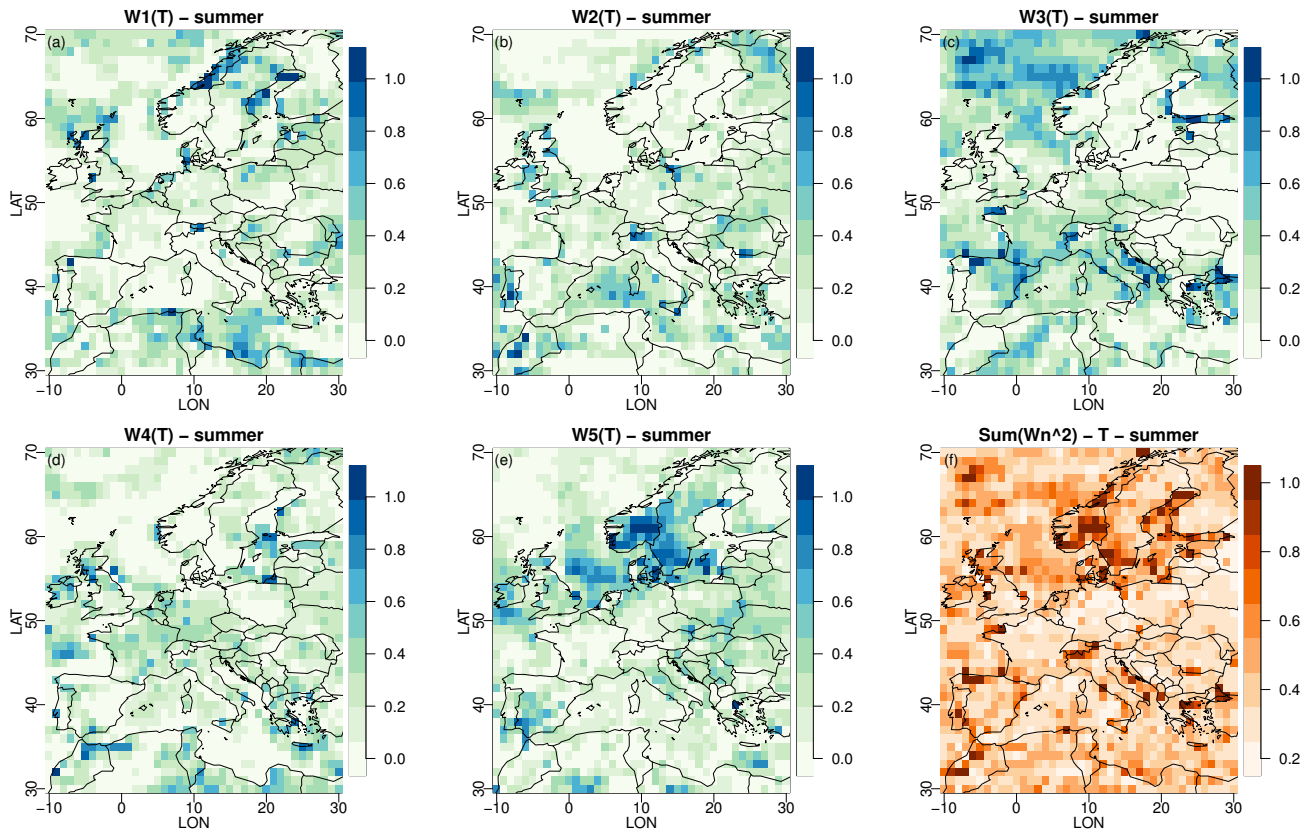 W1(T) − summer
W2(T) − summer
W3(T) − summer
(a)
(b)
(c)
70
60
50
40
30
LAT
−10 0 10 20 30
LON
1.0
0.8
0.6
0.4
0.2
0.0
70
60
50
40
30
LAT
−10 0 10 20 30
LON
1.0
0.8
0.6
0.4
0.2
0.0
70
60
50
40
30
LAT
−10 0 10 20 30
LON
1.0
0.8
0.6
0.4
0.2
0.0
W4(T) − summer
W5(T) − summer
Sum(Wn^2) − T − summer
(d)
(e)
(f)
70
60
50
40
30
LAT
−10 0 10 20 30
LON
1.0
0.8
0.6
0.4
0.2
0.0
70
60
50
40
30
LAT
−10 0 10 20 30
LON
1.0
0.8
0.6
0.4
0.2
0.0
70
60
50
40
30
LAT
−10 0 10 20 30
LON
1.0
0.8
0.6
0.4
0.2